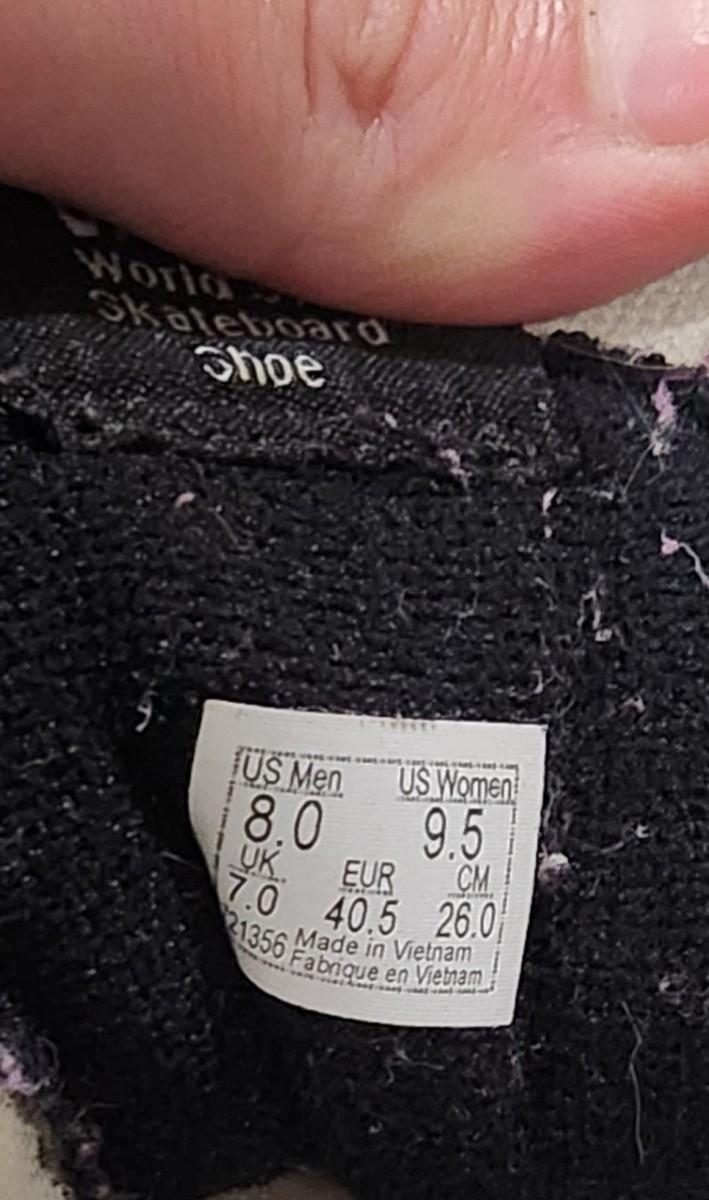 World
Skateboard
Shoe
US Men US Women
8.0 9.5
UK EUR CM
7.0 40.5 26.0
21356 Made in Vietnam
Fabrique en Vietnam